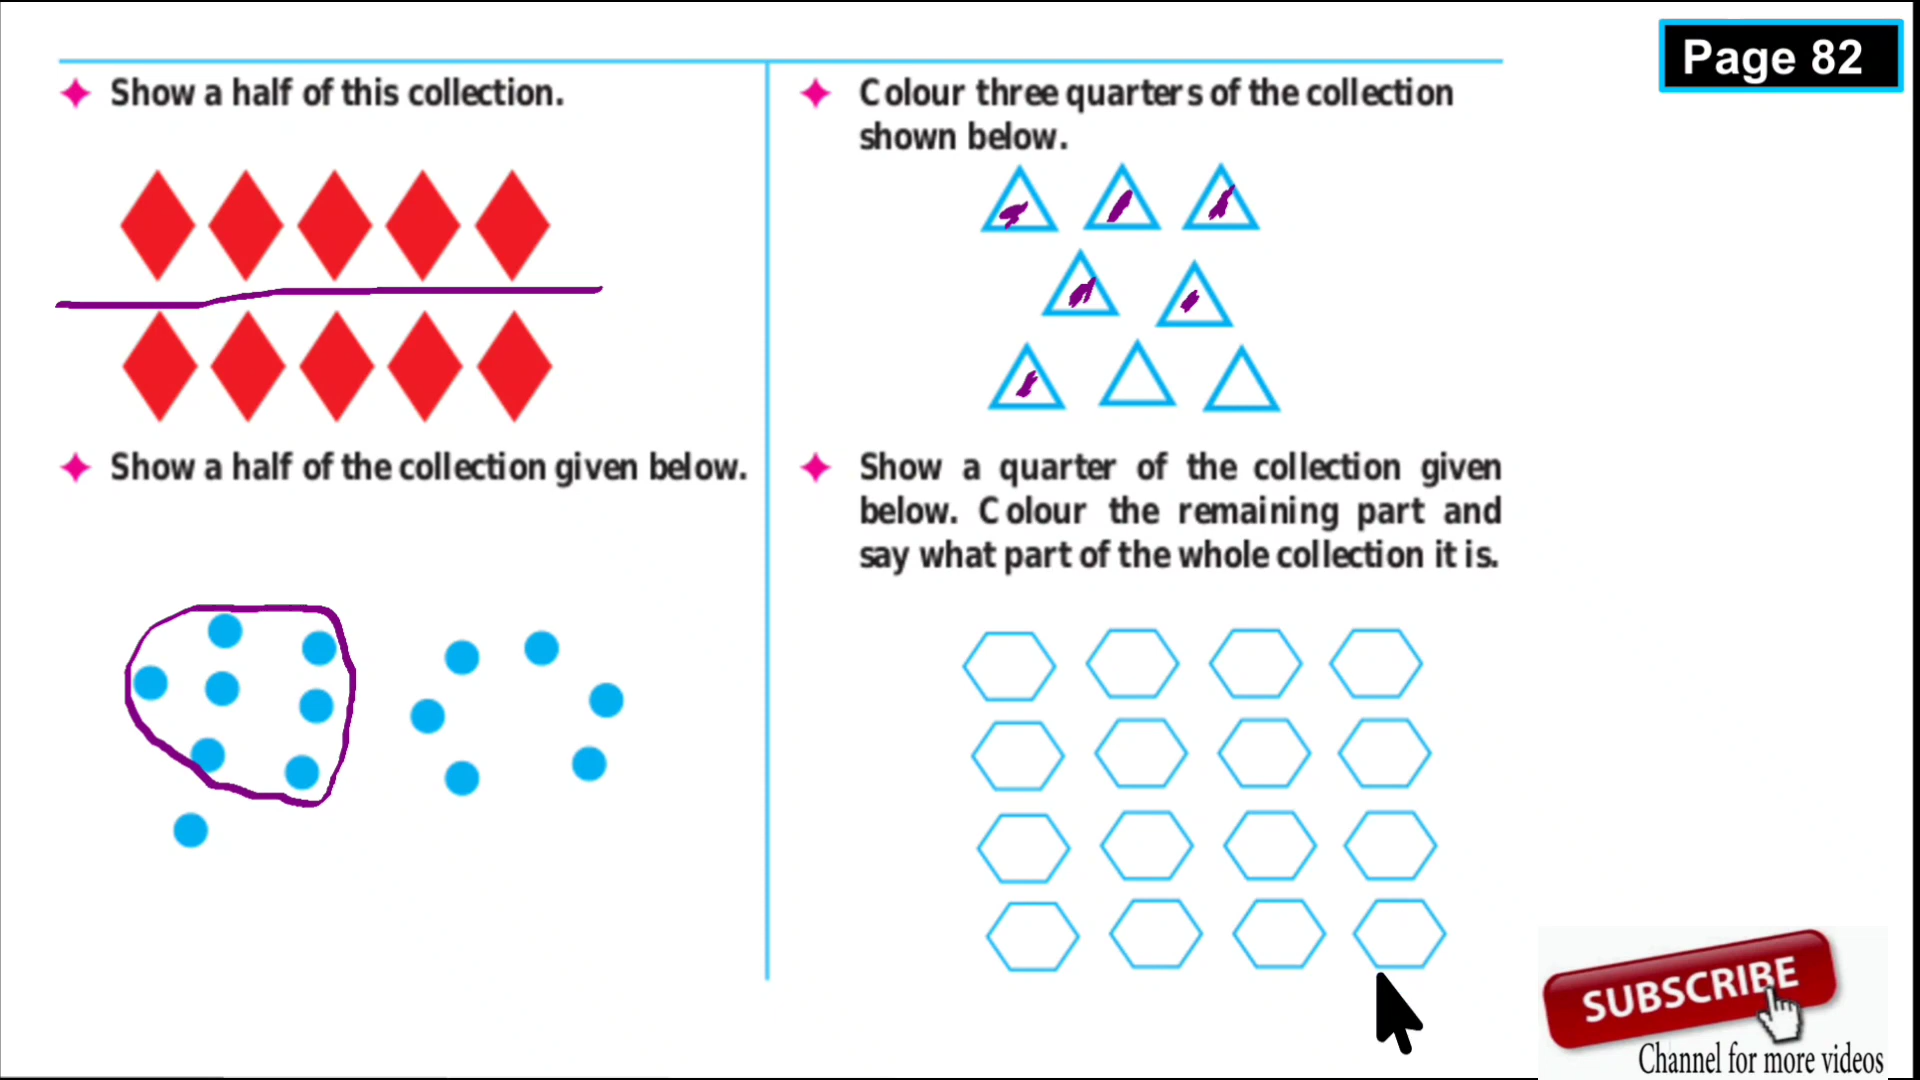 Page 82
Show a half of this collection.
Show a half of the collection given below.
Colour three quarters of the collection
shown below.
Show a quarter of the collection given
below. Colour the remaining part and
say what part of the whole collection it is.
SUBSCRIBE
Channel for more videos